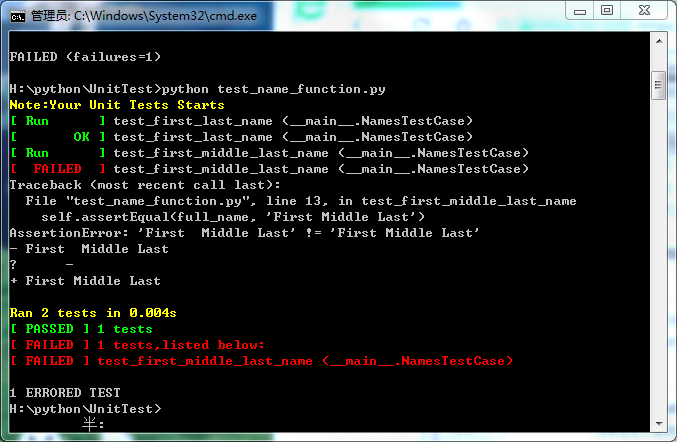 管理员: C:\Windows\System32\cmd.exe
FAILED (failures=1)
H:\python\UnitTest>python test_name_function.py
Note:Your Unit Tests Starts
[ Run      ] test_first_last_name (__main__.NamesTestCase)
[       OK ] test_first_last_name (__main__.NamesTestCase)
[ Run      ] test_first_middle_last_name (__main__.NamesTestCase)
[  FAILED  ] test_first_middle_last_name (__main__.NamesTestCase)
Traceback (most recent call last):
  File "test_name_function.py", line 13, in test_first_middle_last_name
    self.assertEqual(full_name, 'First Middle Last')
AssertionError: 'First  Middle Last' != 'First Middle Last'
- First  Middle Last
?      -
+ First Middle Last
Ran 2 tests in 0.004s
[ PASSED ] 1 tests
[ FAILED ] 1 tests,listed below:
[ FAILED ] test_first_middle_last_name (__main__.NamesTestCase)
1 ERRORED TEST
H:\python\UnitTest>
半: